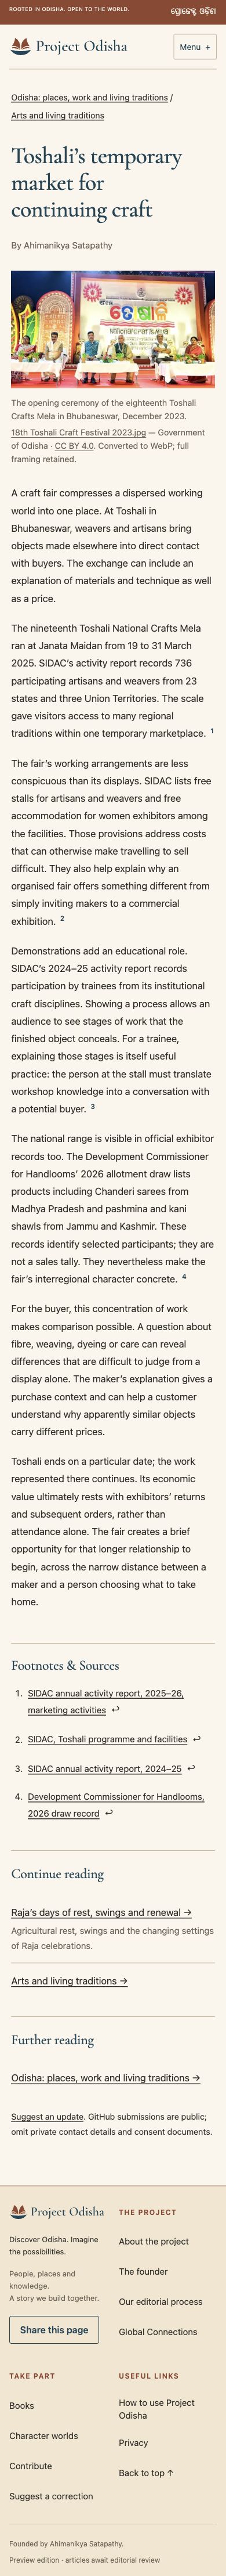 ROOTED IN ODISHA. OPEN TO THE WORLD.
ପ୍ରୋଜେକ୍ଟ ଓଡ଼ିଶା
Project Odisha
Menu +
Odisha: places, work and living traditions /
Arts and living traditions
Toshali’s temporary
market for
continuing craft
By Ahimanikya Satapathy
ତୋଷାଳି
The opening ceremony of the eighteenth Toshali
Crafts Mela in Bhubaneswar, December 2023.
18th Toshali Craft Festival 2023.jpg — Government
of Odisha · CC BY 4.0. Converted to WebP; full
framing retained.
A craft fair compresses a dispersed working
world into one place. At Toshali in
Bhubaneswar, weavers and artisans bring
objects made elsewhere into direct contact
with buyers. The exchange can include an
explanation of materials and technique as well
as a price.
The nineteenth Toshali National Crafts Mela
ran at Janata Maidan from 19 to 31 March
2025. SIDAC’s activity report records 736
participating artisans and weavers from 23
states and three Union Territories. The scale
gave visitors access to many regional
traditions within one temporary marketplace. 1
The fair’s working arrangements are less
conspicuous than its displays. SIDAC lists free
stalls for artisans and weavers and free
accommodation for women exhibitors among
the facilities. Those provisions address costs
that can otherwise make travelling to sell
difficult. They also help explain why an
organised fair offers something different from
simply inviting makers to a commercial
exhibition. 2
Demonstrations add an educational role.
SIDAC’s 2024–25 activity report records
participation by trainees from its institutional
craft disciplines. Showing a process allows an
audience to see stages of work that the
finished object conceals. For a trainee,
explaining those stages is itself useful
practice: the person at the stall must translate
workshop knowledge into a conversation with
a potential buyer. 3
The national range is visible in official exhibitor
records too. The Development Commissioner
for Handlooms’ 2026 allotment draw lists
products including Chanderi sarees from
Madhya Pradesh and pashmina and kani
shawls from Jammu and Kashmir. These
records identify selected participants; they are
not a sales tally. They nevertheless make the
fair’s interregional character concrete. 4
For the buyer, this concentration of work
makes comparison possible. A question about
fibre, weaving, dyeing or care can reveal
differences that are difficult to judge from a
display alone. The maker’s explanation gives a
purchase context and can help a customer
understand why apparently similar objects
carry different prices.
Toshali ends on a particular date; the work
represented there continues. Its economic
value ultimately rests with exhibitors’ returns
and subsequent orders, rather than
attendance alone. The fair creates a brief
opportunity for that longer relationship to
begin, across the narrow distance between a
maker and a person choosing what to take
home.
Footnotes & Sources
1. SIDAC annual activity report, 2025–26,
marketing activities ↩
2. SIDAC, Toshali programme and facilities ↩
3. SIDAC annual activity report, 2024–25 ↩
4. Development Commissioner for Handlooms,
2026 draw record ↩
Continue reading
Raja’s days of rest, swings and renewal →
Agricultural rest, swings and the changing settings
of Raja celebrations.
Arts and living traditions →
Further reading
Odisha: places, work and living traditions →
Suggest an update. GitHub submissions are public;
omit private contact details and consent documents.
Project Odisha
Discover Odisha. Imagine
the possibilities.
People, places and
knowledge.
A story we build together.
Share this page
THE PROJECT
About the project
The founder
Our editorial process
Global Connections
TAKE PART
Books
Character worlds
Contribute
Suggest a correction
USEFUL LINKS
How to use Project
Odisha
Privacy
Back to top ↑
Founded by Ahimanikya Satapathy.
Preview edition · articles await editorial review